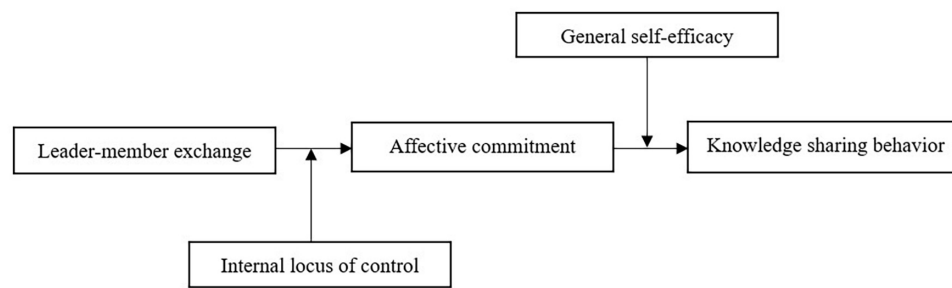 General self-efficacy
Leader-member exchange
Affective commitment
Knowledge sharing behavior
Internal locus of control